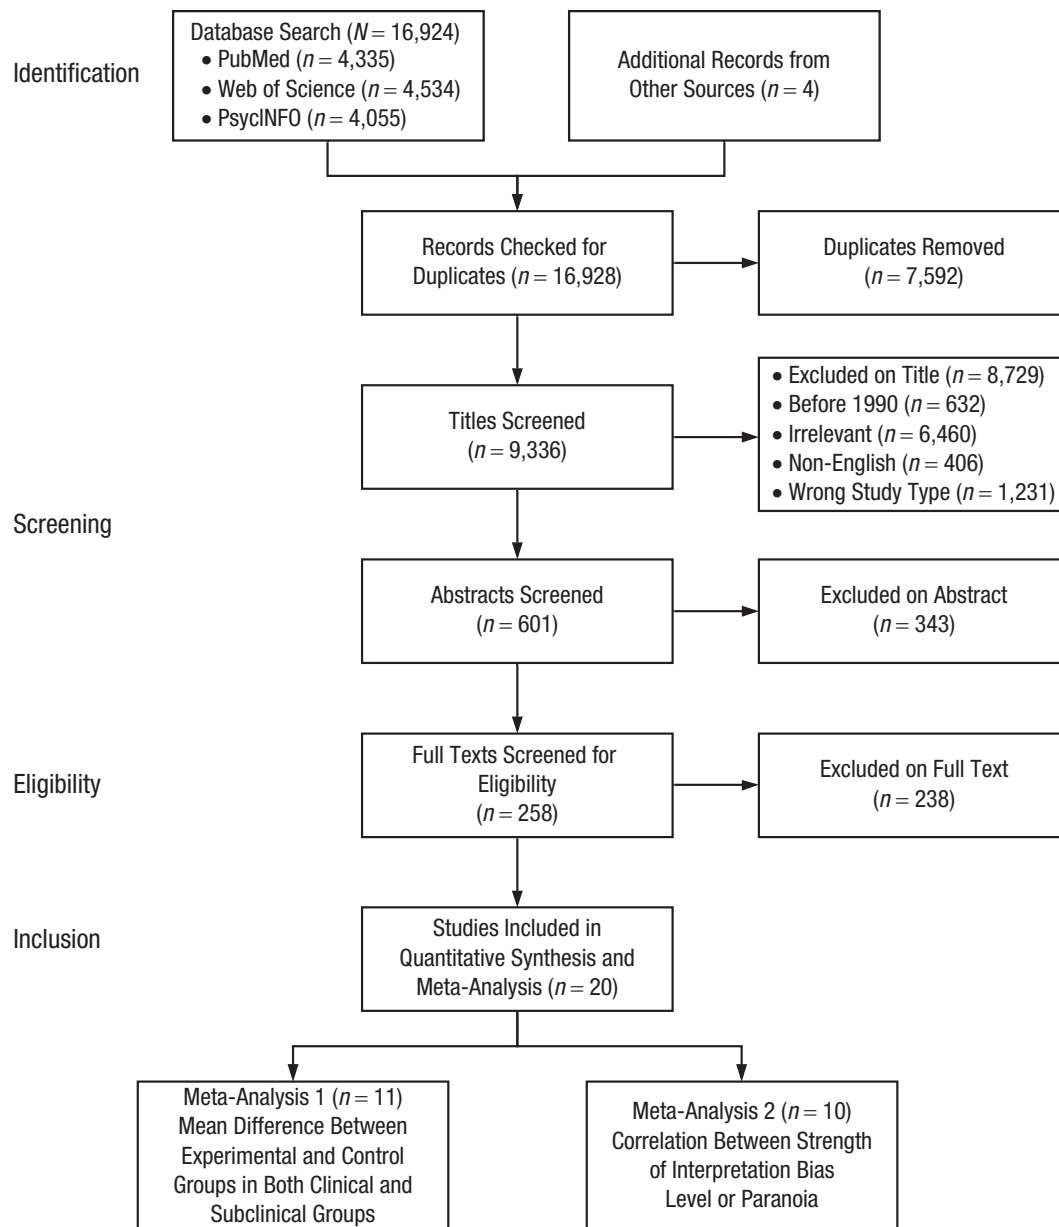 Identification
Database Search (N = 16,924)
• PubMed (n = 4,335)
• Web of Science (n = 4,534)
• PsycINFO (n = 4,055)
Additional Records from
Other Sources (n = 4)
Records Checked for
Duplicates (n = 16,928)
Duplicates Removed
(n = 7,592)
Screening
Titles Screened
(n = 9,336)
• Excluded on Title (n = 8,729)
• Before 1990 (n = 632)
• Irrelevant (n = 6,460)
• Non-English (n = 406)
• Wrong Study Type (n = 1,231)
Abstracts Screened
(n = 601)
Excluded on Abstract
(n = 343)
Eligibility
Full Texts Screened for
Eligibility
(n = 258)
Excluded on Full Text
(n = 238)
Inclusion
Studies Included in
Quantitative Synthesis and
Meta-Analysis (n = 20)
Meta-Analysis 1 (n = 11)
Mean Difference Between
Experimental and Control
Groups in Both Clinical and
Subclinical Groups
Meta-Analysis 2 (n = 10)
Correlation Between Strength
of Interpretation Bias
Level or Paranoia